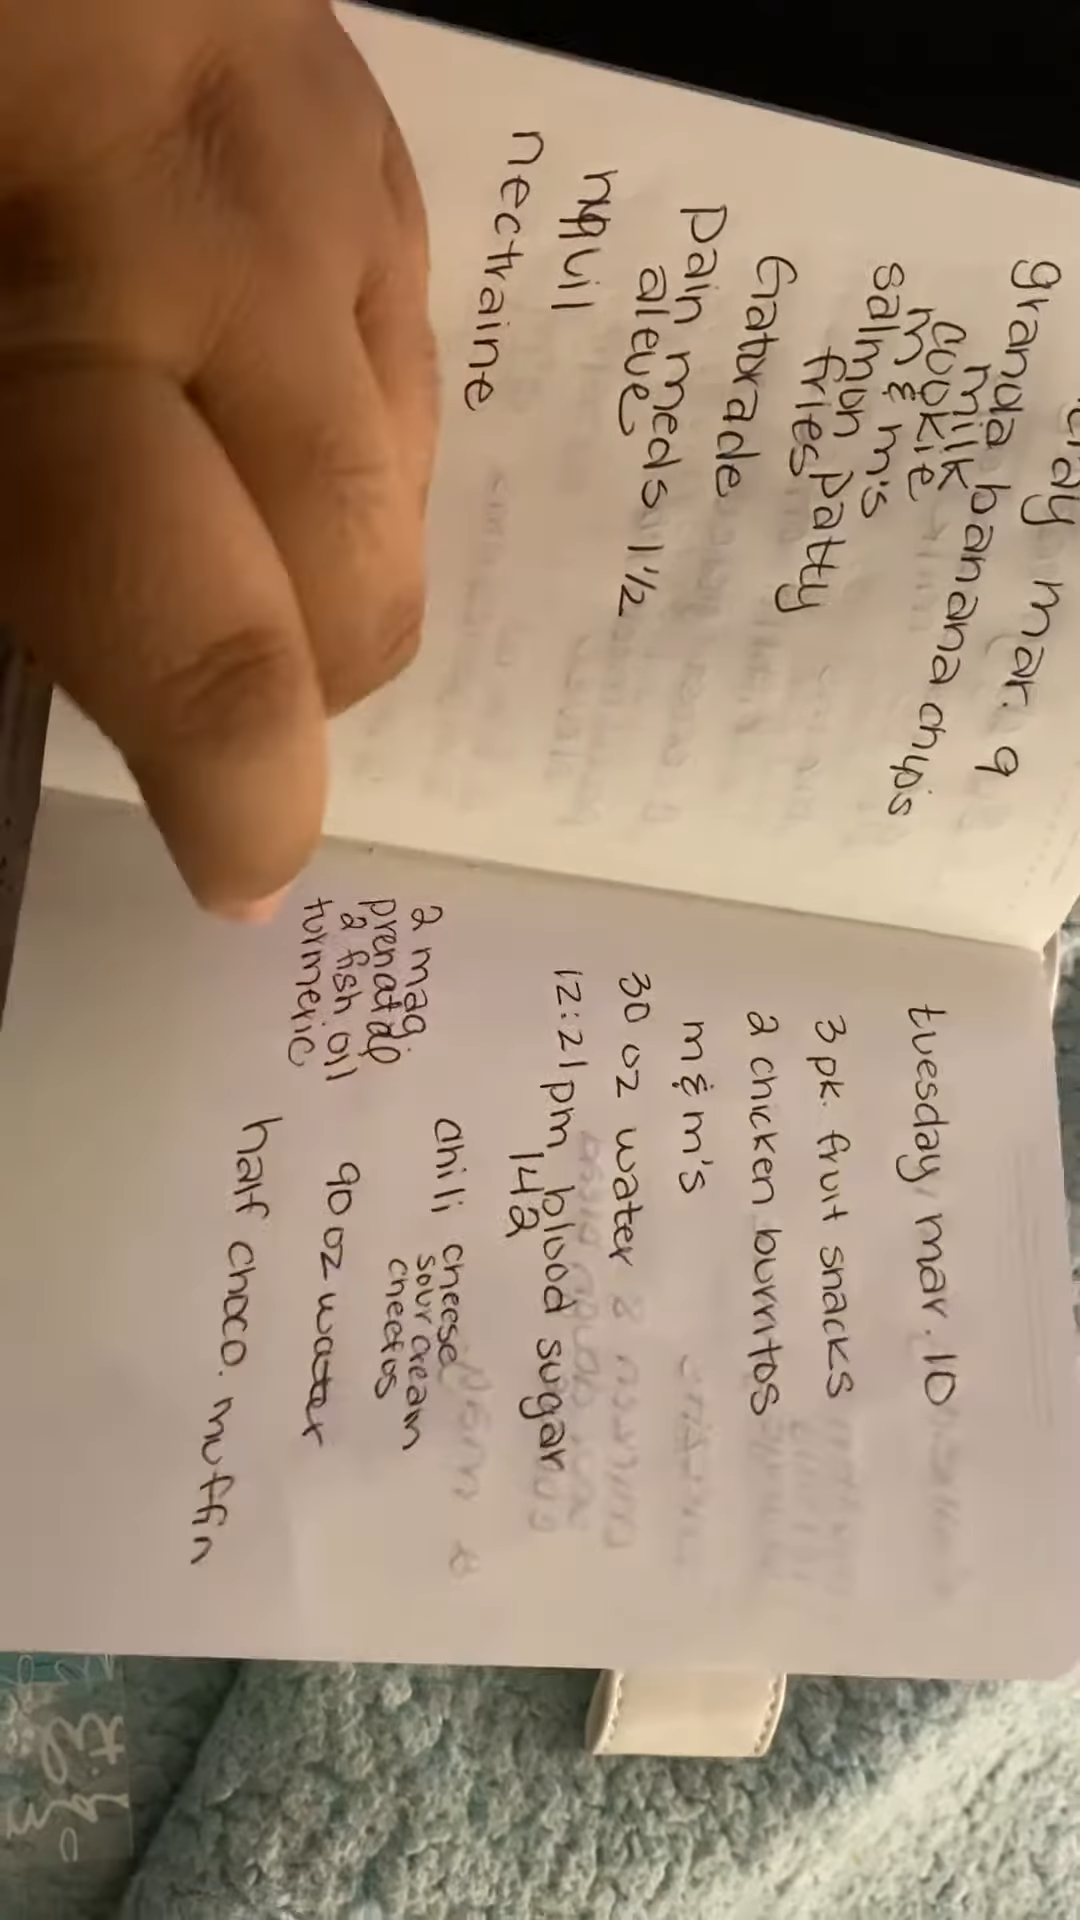 mar. 9
granola banana chips
milk
cookie
m & m's
salmon patty
fries
Gatorade
pain meds 1 1/2
aleve
nyquil
nectraine
tuesday, mar. 10
3 pk. fruit snacks
2 chicken burritos
m & m's
30 oz water
12:21 pm blood sugar
142
chili cheese
sour cream
cheetos
2 mag.
prenatal
2 fish oil
turmeric
90 oz water
half choco. muffin